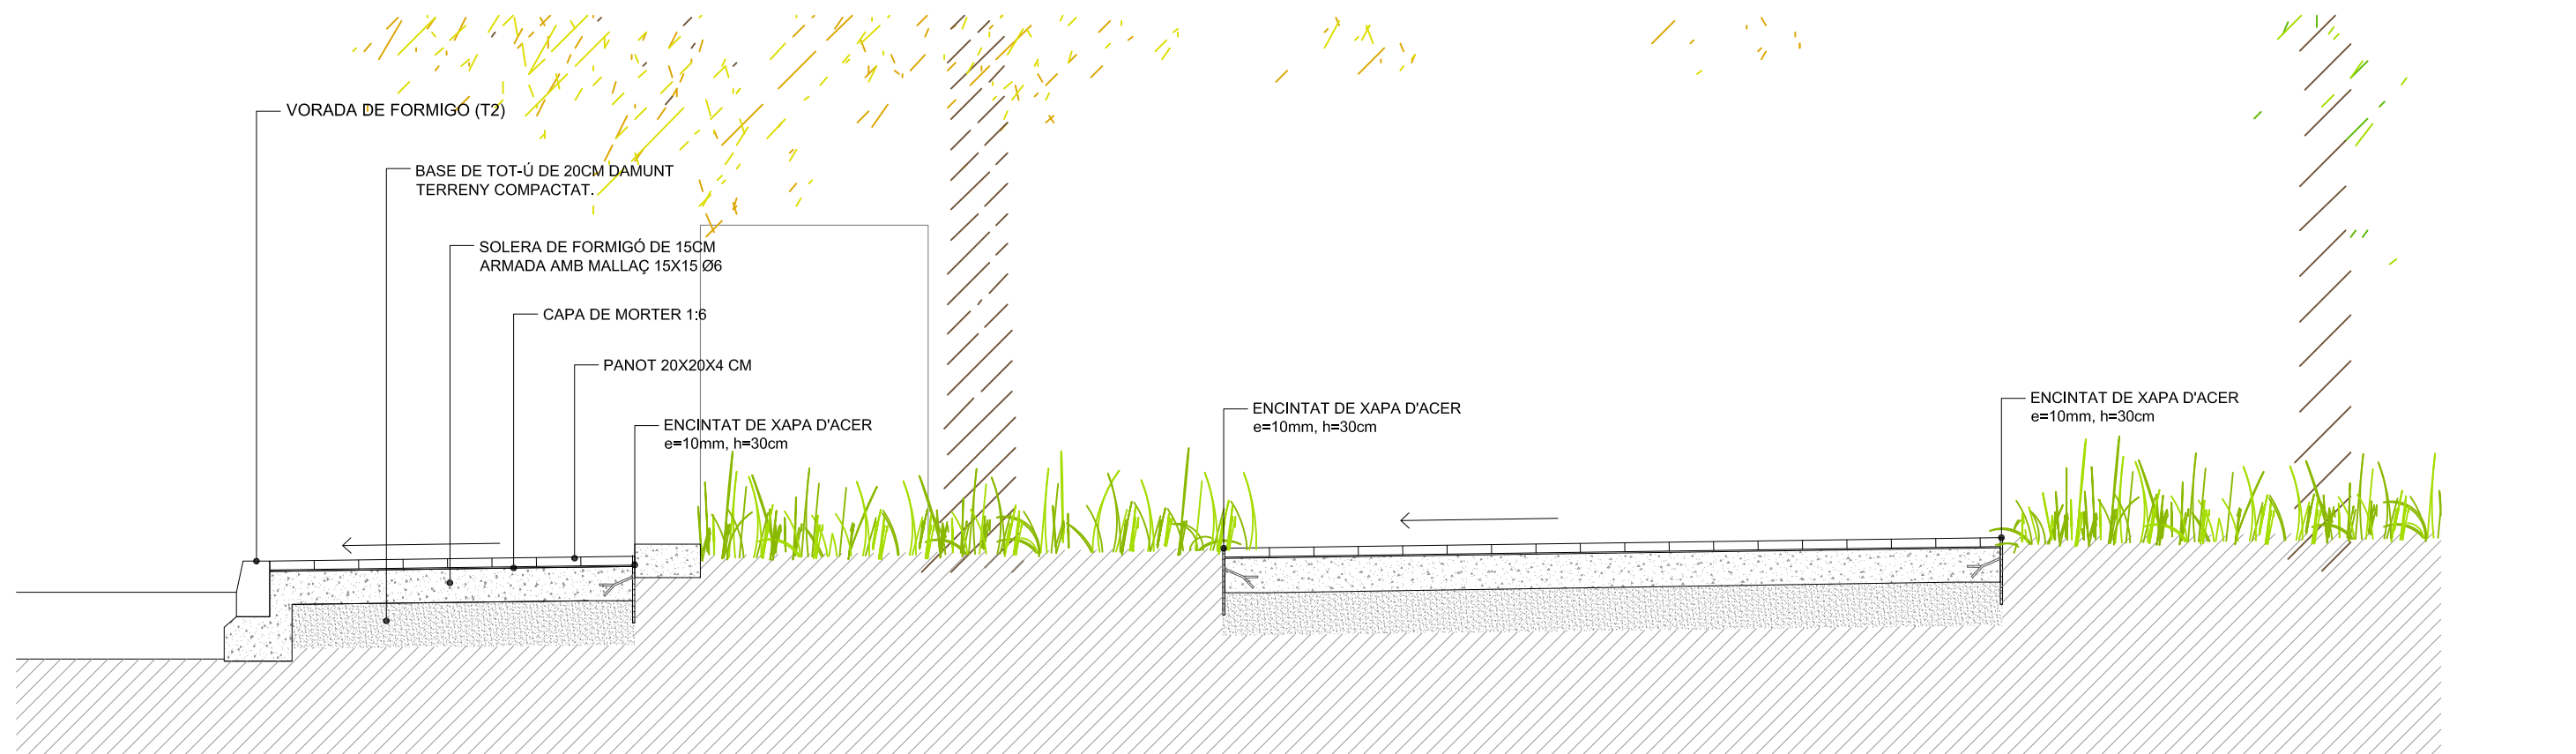 VORADA DE FORMIGÓ (T2)
BASE DE TOT-Ú DE 20CM DAMUNT
TERRENY COMPACTAT.
SOLERA DE FORMIGÓ DE 15CM
ARMADA AMB MALLAÇ 15X15 Ø6
CAPA DE MORTER 1:6
PANOT 20X20X4 CM
ENCINTAT DE XAPA D'ACER
e=10mm, h=30cm
ENCINTAT DE XAPA D'ACER
e=10mm, h=30cm
ENCINTAT DE XAPA D'ACER
e=10mm, h=30cm